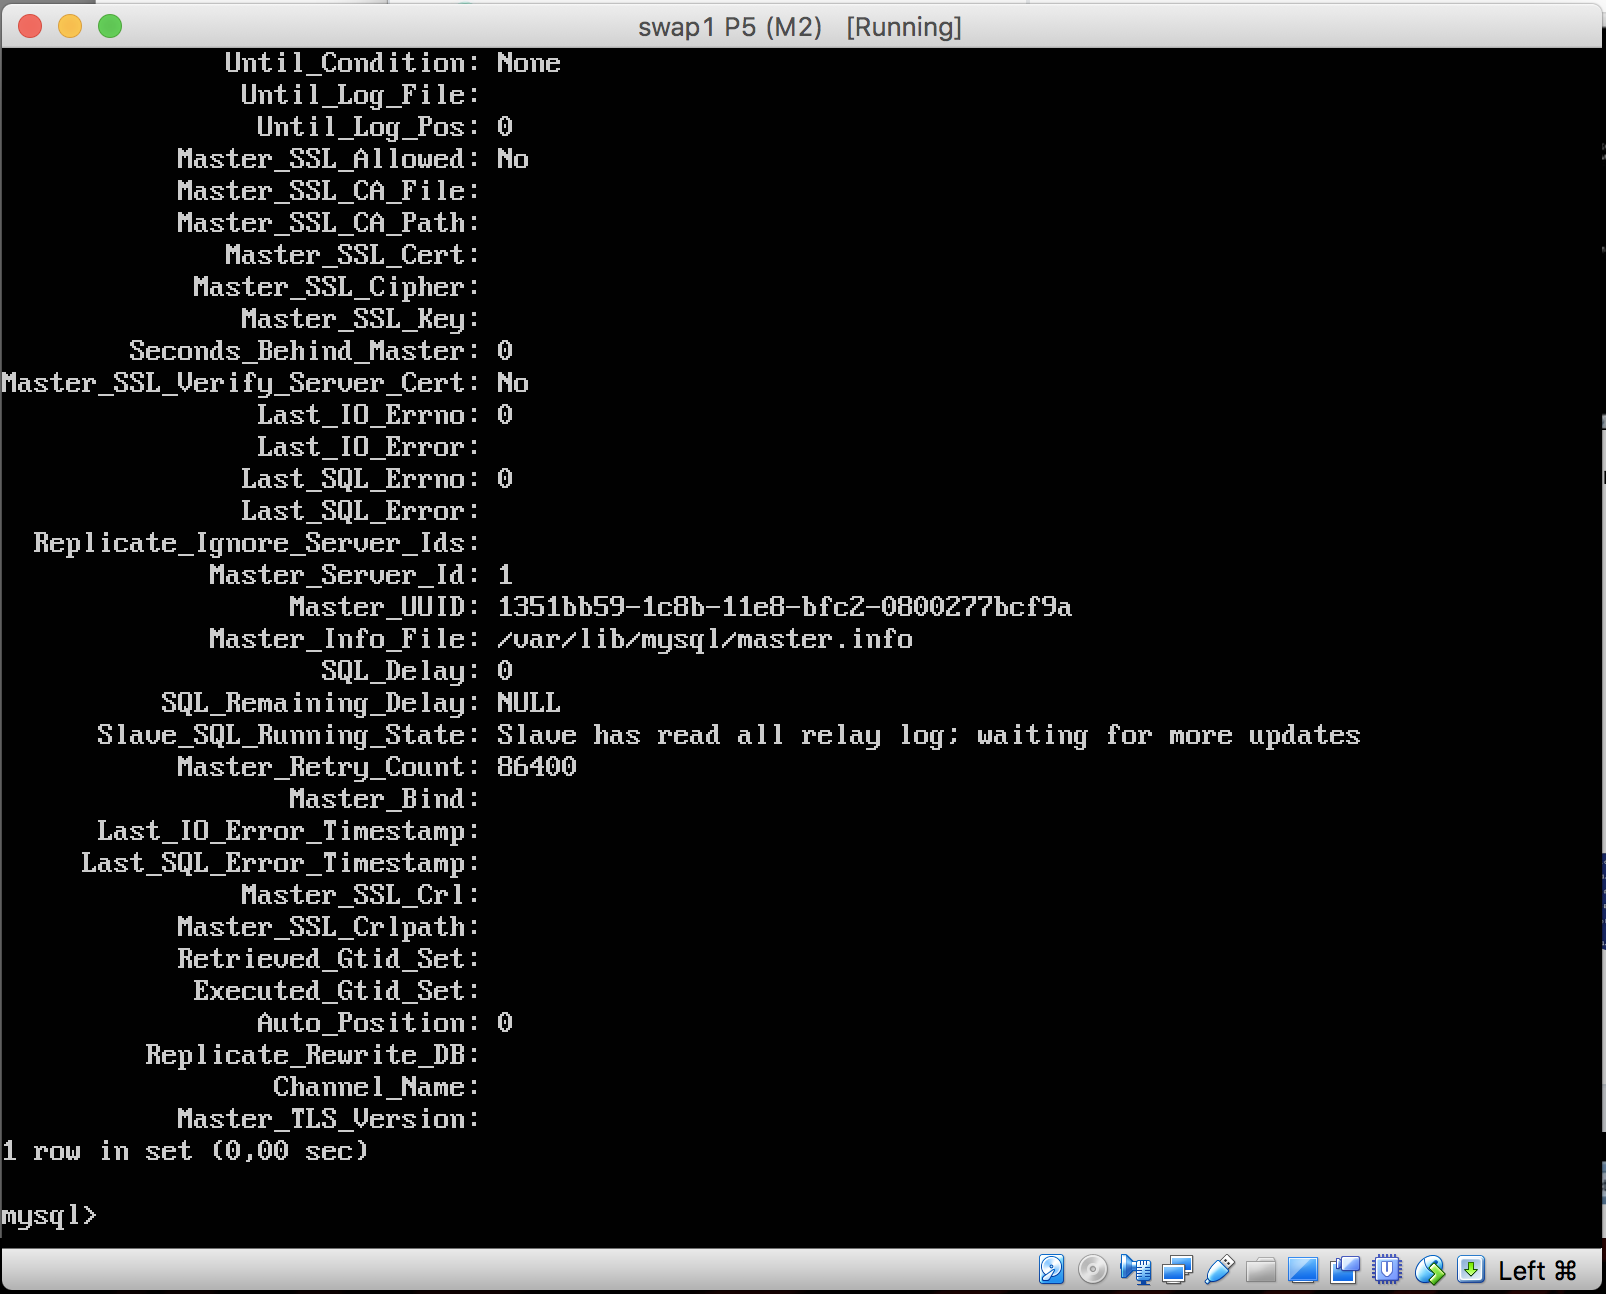 swap1 P5 (M2) [Running]
Until_Condition: None
Until_Log_File:
Until_Log_Pos: 0
Master_SSL_Allowed: No
Master_SSL_CA_File:
Master_SSL_CA_Path:
Master_SSL_Cert:
Master_SSL_Cipher:
Master_SSL_Key:
Seconds_Behind_Master: 0
Master_SSL_Verify_Server_Cert: No
Last_IO_Errno: 0
Last_IO_Error:
Last_SQL_Errno: 0
Last_SQL_Error:
Replicate_Ignore_Server_Ids:
Master_Server_Id: 1
Master_UUID: 1351bb59-1c8b-11e8-bfc2-0800277bcf9a
Master_Info_File: /var/lib/mysql/master.info
SQL_Delay: 0
SQL_Remaining_Delay: NULL
Slave_SQL_Running_State: Slave has read all relay log; waiting for more updates
Master_Retry_Count: 86400
Master_Bind:
Last_IO_Error_Timestamp:
Last_SQL_Error_Timestamp:
Master_SSL_Crl:
Master_SSL_Crlpath:
Retrieved_Gtid_Set:
Executed_Gtid_Set:
Auto_Position: 0
Replicate_Rewrite_DB:
Channel_Name:
Master_TLS_Version:
1 row in set (0,00 sec)
mysql>
Left ⌘